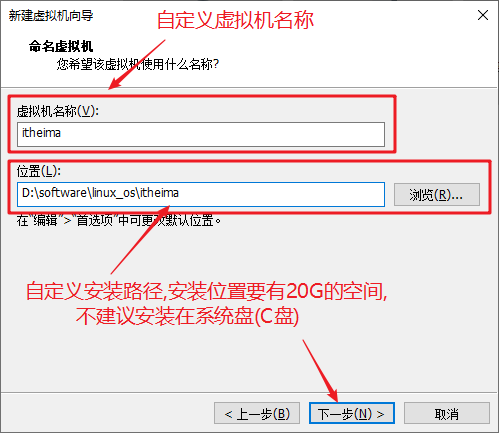 新建虚拟机向导
自定义虚拟机名称
命名虚拟机
您希望该虚拟机使用什么名称?
虚拟机名称(V):
itheima
位置(L):
D:\software\linux_os\itheima
浏览(R)...
在“编辑”>“首选项”中可更改默认位置。
自定义安装路径,安装位置要有20G的空间,
不建议安装在系统盘(C盘)
< 上一步(B)
下一步(N) >
取消